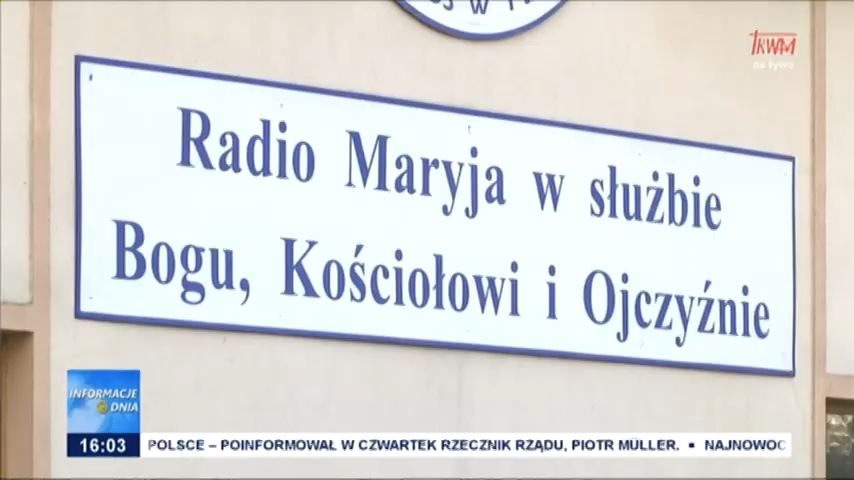 TRWAM
na żywo
Radio Maryja w służbie
Bogu, Kościołowi i Ojczyźnie
INFORMACJE
DNIA
16:03
POLSCE – POINFORMOWAŁ W CZWARTEK RZECZNIK RZĄDU, PIOTR MULLER. ▪ NAJNOWOC